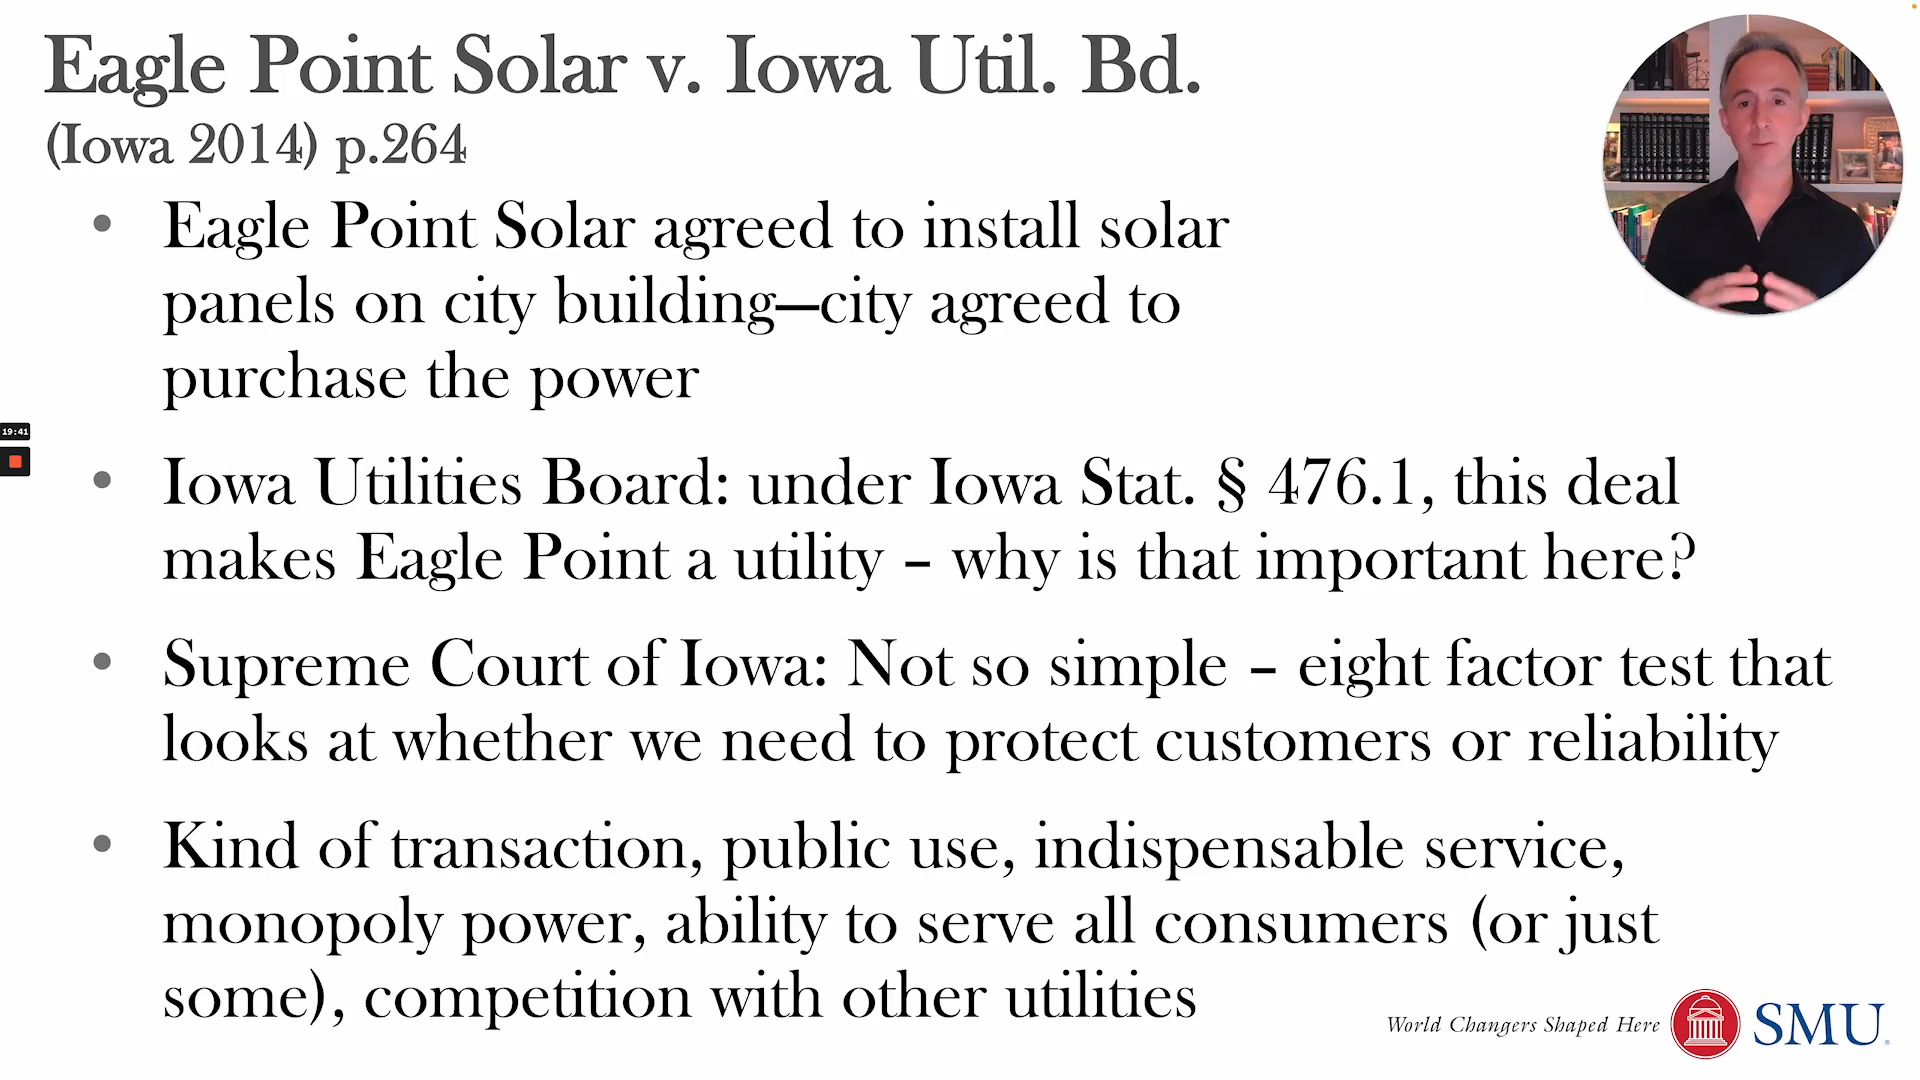 Eagle Point Solar v. Iowa Util. Bd.
(Iowa 2014) p.264
• Eagle Point Solar agreed to install solar
panels on city building—city agreed to
purchase the power
19:41
• Iowa Utilities Board: under Iowa Stat. § 476.1, this deal
makes Eagle Point a utility – why is that important here?
• Supreme Court of Iowa: Not so simple – eight factor test that
looks at whether we need to protect customers or reliability
• Kind of transaction, public use, indispensable service,
monopoly power, ability to serve all consumers (or just
some), competition with other utilities
World Changers Shaped Here
SMU